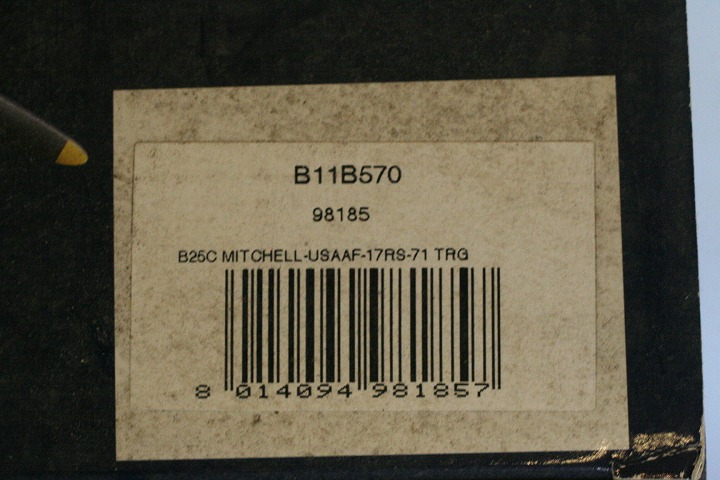 B11B570
98185
B25C MITCHELL-USAAF-17RS-71 TRG
8 014094 981857